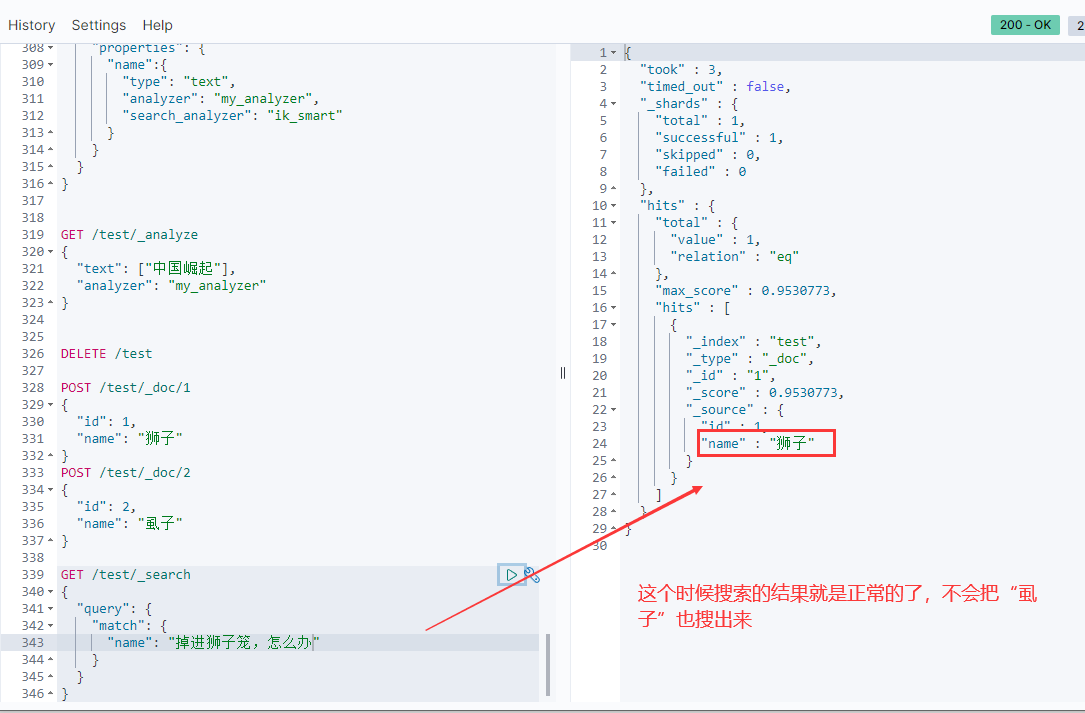 History Settings Help
200 - OK
2
308 "properties": {
309 "name":{
310 "type": "text",
311 "analyzer": "my_analyzer",
312 "search_analyzer": "ik_smart"
313 }
314 }
315 }
316 }
317
318
319 GET /test/_analyze
320 {
321 "text": ["中国崛起"],
322 "analyzer": "my_analyzer"
323 }
324
325
326 DELETE /test
327
328 POST /test/_doc/1
329 {
330 "id": 1,
331 "name": "狮子"
332 }
333 POST /test/_doc/2
334 {
335 "id": 2,
336 "name": "虱子"
337 }
338
339 GET /test/_search
340 {
341 "query": {
342 "match": {
343 "name": "掉进狮子笼，怎么办"
344 }
345 }
346 }
1 {
2 "took" : 3,
3 "timed_out" : false,
4 "_shards" : {
5 "total" : 1,
6 "successful" : 1,
7 "skipped" : 0,
8 "failed" : 0
9 },
10 "hits" : {
11 "total" : {
12 "value" : 1,
13 "relation" : "eq"
14 },
15 "max_score" : 0.9530773,
16 "hits" : [
17 {
18 "_index" : "test",
19 "_type" : "_doc",
20 "_id" : "1",
21 "_score" : 0.9530773,
22 "_source" : {
23 "id" : 1,
24 "name" : "狮子"
25 }
26 }
27 ]
28 }
29 }
30
这个时候搜索的结果就是正常的了，不会把“虱
子”也搜出来